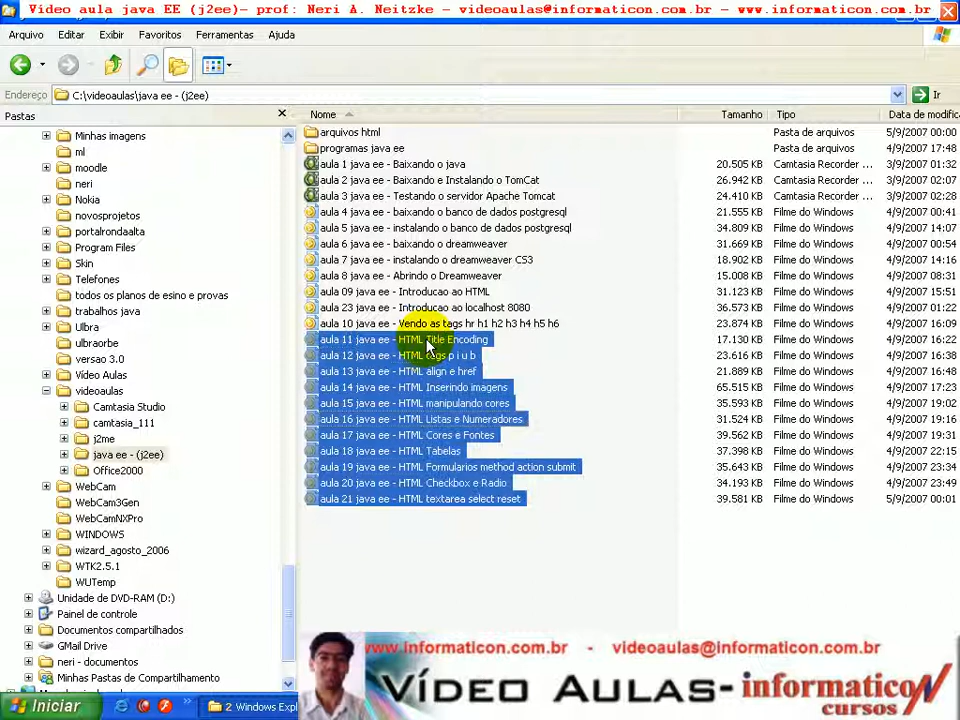 Vídeo aula java EE (j2ee)- prof: Neri A. Neitzke - videoaulas@informaticon.com.br - www.informaticon.com.br
Arquivo Editar Exibir Favoritos Ferramentas Ajuda
Endereço C:\videoaulas\java ee - (j2ee) Ir
Pastas
Minhas imagens
ml
moodle
neri
Nokia
novosprojetos
portalrondaalta
Program Files
Skin
Telefones
todos os planos de esino e provas
trabalhos java
Ulbra
ulbraorbe
versao 3.0
Vídeo Aulas
videoaulas
Camtasia Studio
camtasia_111
j2me
java ee - (j2ee)
Office2000
WebCam
WebCam3Gen
WebCamNXPro
WINDOWS
wizard_agosto_2006
WTK2.5.1
WUTemp
Unidade de DVD-RAM (D:)
Painel de controle
Documentos compartilhados
GMail Drive
neri - documentos
Minhas Pastas de Compartilhamento
Nome Tamanho Tipo Data de modific
arquivos html Pasta de arquivos 5/9/2007 00:00
programas java ee Pasta de arquivos 4/9/2007 17:48
aula 1 java ee - Baixando o java 20.505 KB Camtasia Recorder ... 3/9/2007 01:32
aula 2 java ee - Baixando e Instalando o TomCat 26.942 KB Camtasia Recorder ... 3/9/2007 02:07
aula 3 java ee - Testando o servidor Apache Tomcat 24.410 KB Camtasia Recorder ... 3/9/2007 02:28
aula 4 java ee - baixando o banco de dados postgresql 21.555 KB Filme do Windows 4/9/2007 00:41
aula 5 java ee - instalando o banco de dados postgresql 34.809 KB Filme do Windows 4/9/2007 14:07
aula 6 java ee - baixando o dreamweaver 31.669 KB Filme do Windows 4/9/2007 00:54
aula 7 java ee - instalando o dreamweaver CS3 18.902 KB Filme do Windows 4/9/2007 14:16
aula 8 java ee - Abrindo o Dreamweaver 15.008 KB Filme do Windows 4/9/2007 08:31
aula 09 java ee - Introducao ao HTML 31.123 KB Filme do Windows 4/9/2007 15:51
aula 23 java ee - Introducao ao localhost 8080 36.573 KB Filme do Windows 4/9/2007 16:09
aula 10 java ee - Vendo as tags hr h1 h2 h3 h4 h5 h6 23.874 KB Filme do Windows 4/9/2007 16:09
aula 11 java ee - HTML Title Encoding 17.130 KB Filme do Windows 4/9/2007 16:22
aula 12 java ee - HTML tags p i u b 23.616 KB Filme do Windows 4/9/2007 16:38
aula 13 java ee - HTML align e href 21.889 KB Filme do Windows 4/9/2007 16:48
aula 14 java ee - HTML Inserindo imagens 65.515 KB Filme do Windows 4/9/2007 17:23
aula 15 java ee - HTML manipulando cores 35.593 KB Filme do Windows 4/9/2007 19:02
aula 16 java ee - HTML Listas e Numeradores 31.524 KB Filme do Windows 4/9/2007 19:16
aula 17 java ee - HTML Cores e Fontes 39.562 KB Filme do Windows 4/9/2007 19:31
aula 18 java ee - HTML Tabelas 37.398 KB Filme do Windows 4/9/2007 22:15
aula 19 java ee - HTML Formularios method action submit 35.643 KB Filme do Windows 4/9/2007 23:34
aula 20 java ee - HTML Checkbox e Radio 34.193 KB Filme do Windows 4/9/2007 23:49
aula 21 java ee - HTML textarea select reset 39.581 KB Filme do Windows 5/9/2007 00:01
www.informaticon.com.br - videoaulas@informaticon.com.br
VÍDEO AULAS-informaticoN
cursos
Iniciar 2 Windows Expl